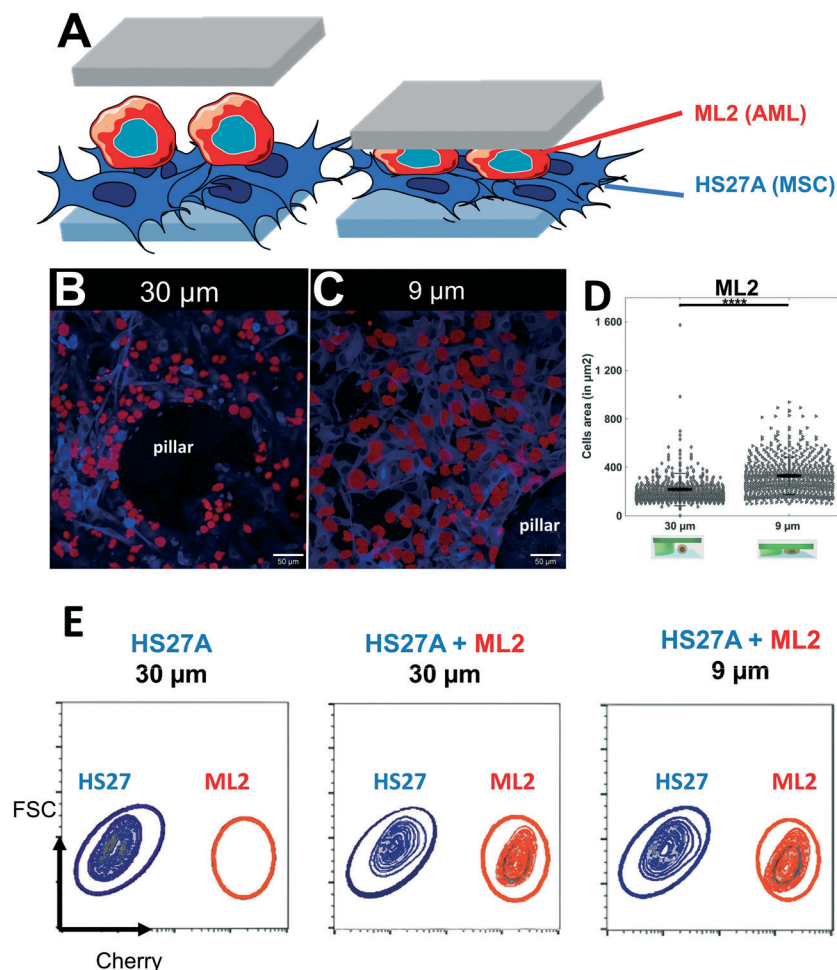 A
ML2 (AML)
HS27A (MSC)
B
30 µm
pillar
50 µm
C
9 µm
pillar
50 µm
D
ML2
****
Cells area (in µm2)
1 600
1 200
800
400
0
30 µm
9 µm
E
HS27A
30 µm
HS27A + ML2
30 µm
HS27A + ML2
9 µm
HS27
ML2
HS27
ML2
HS27
ML2
FSC
Cherry